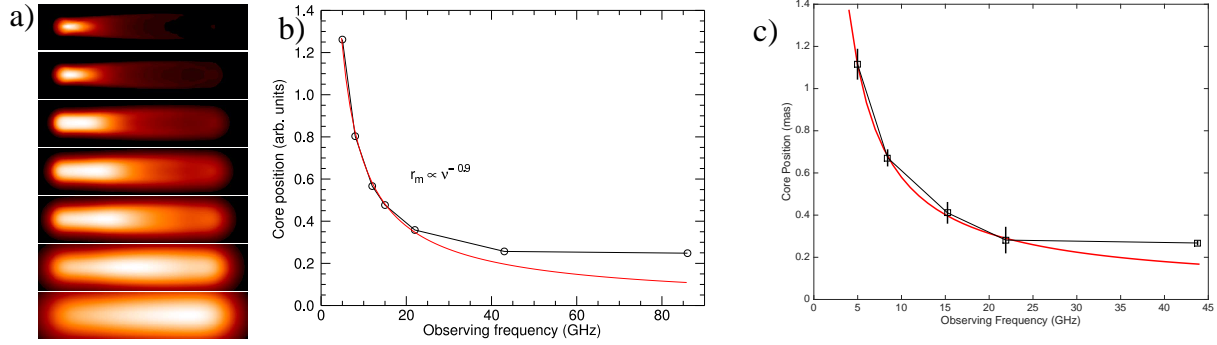 a)
b)
c)
Core position (arb. units)
1.4
1.2
1.0
0.8
0.6
0.4
0.2
0.0
r_m ∝ ν^− 0.9
0 20 40 60 80
Observing frequency (GHz)
Core Position (mas)
1.4
1.2
1
0.8
0.6
0.4
0.2
0
0 5 10 15 20 25 30 35 40 45
Observing Frequency (GHz)